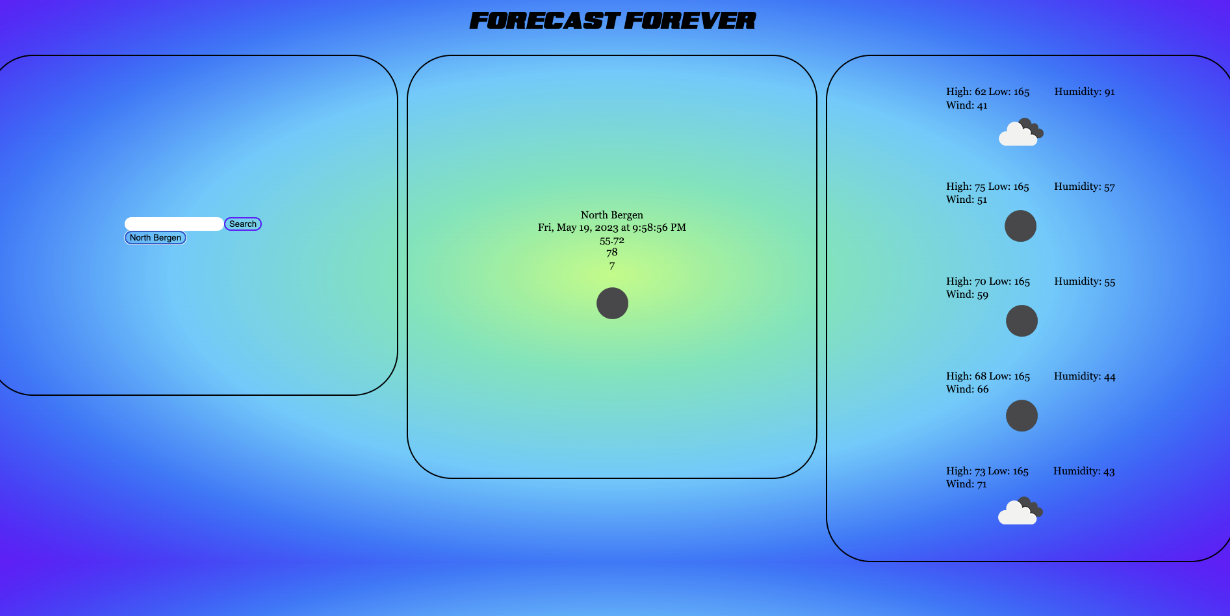 FORECAST FOREVER
Search
North Bergen
North Bergen
Fri, May 19, 2023 at 9:58:56 PM
55.72
78
7
High: 62 Low: 165 Humidity: 91
Wind: 41
High: 75 Low: 165 Humidity: 57
Wind: 51
High: 70 Low: 165 Humidity: 55
Wind: 59
High: 68 Low: 165 Humidity: 44
Wind: 66
High: 73 Low: 165 Humidity: 43
Wind: 71